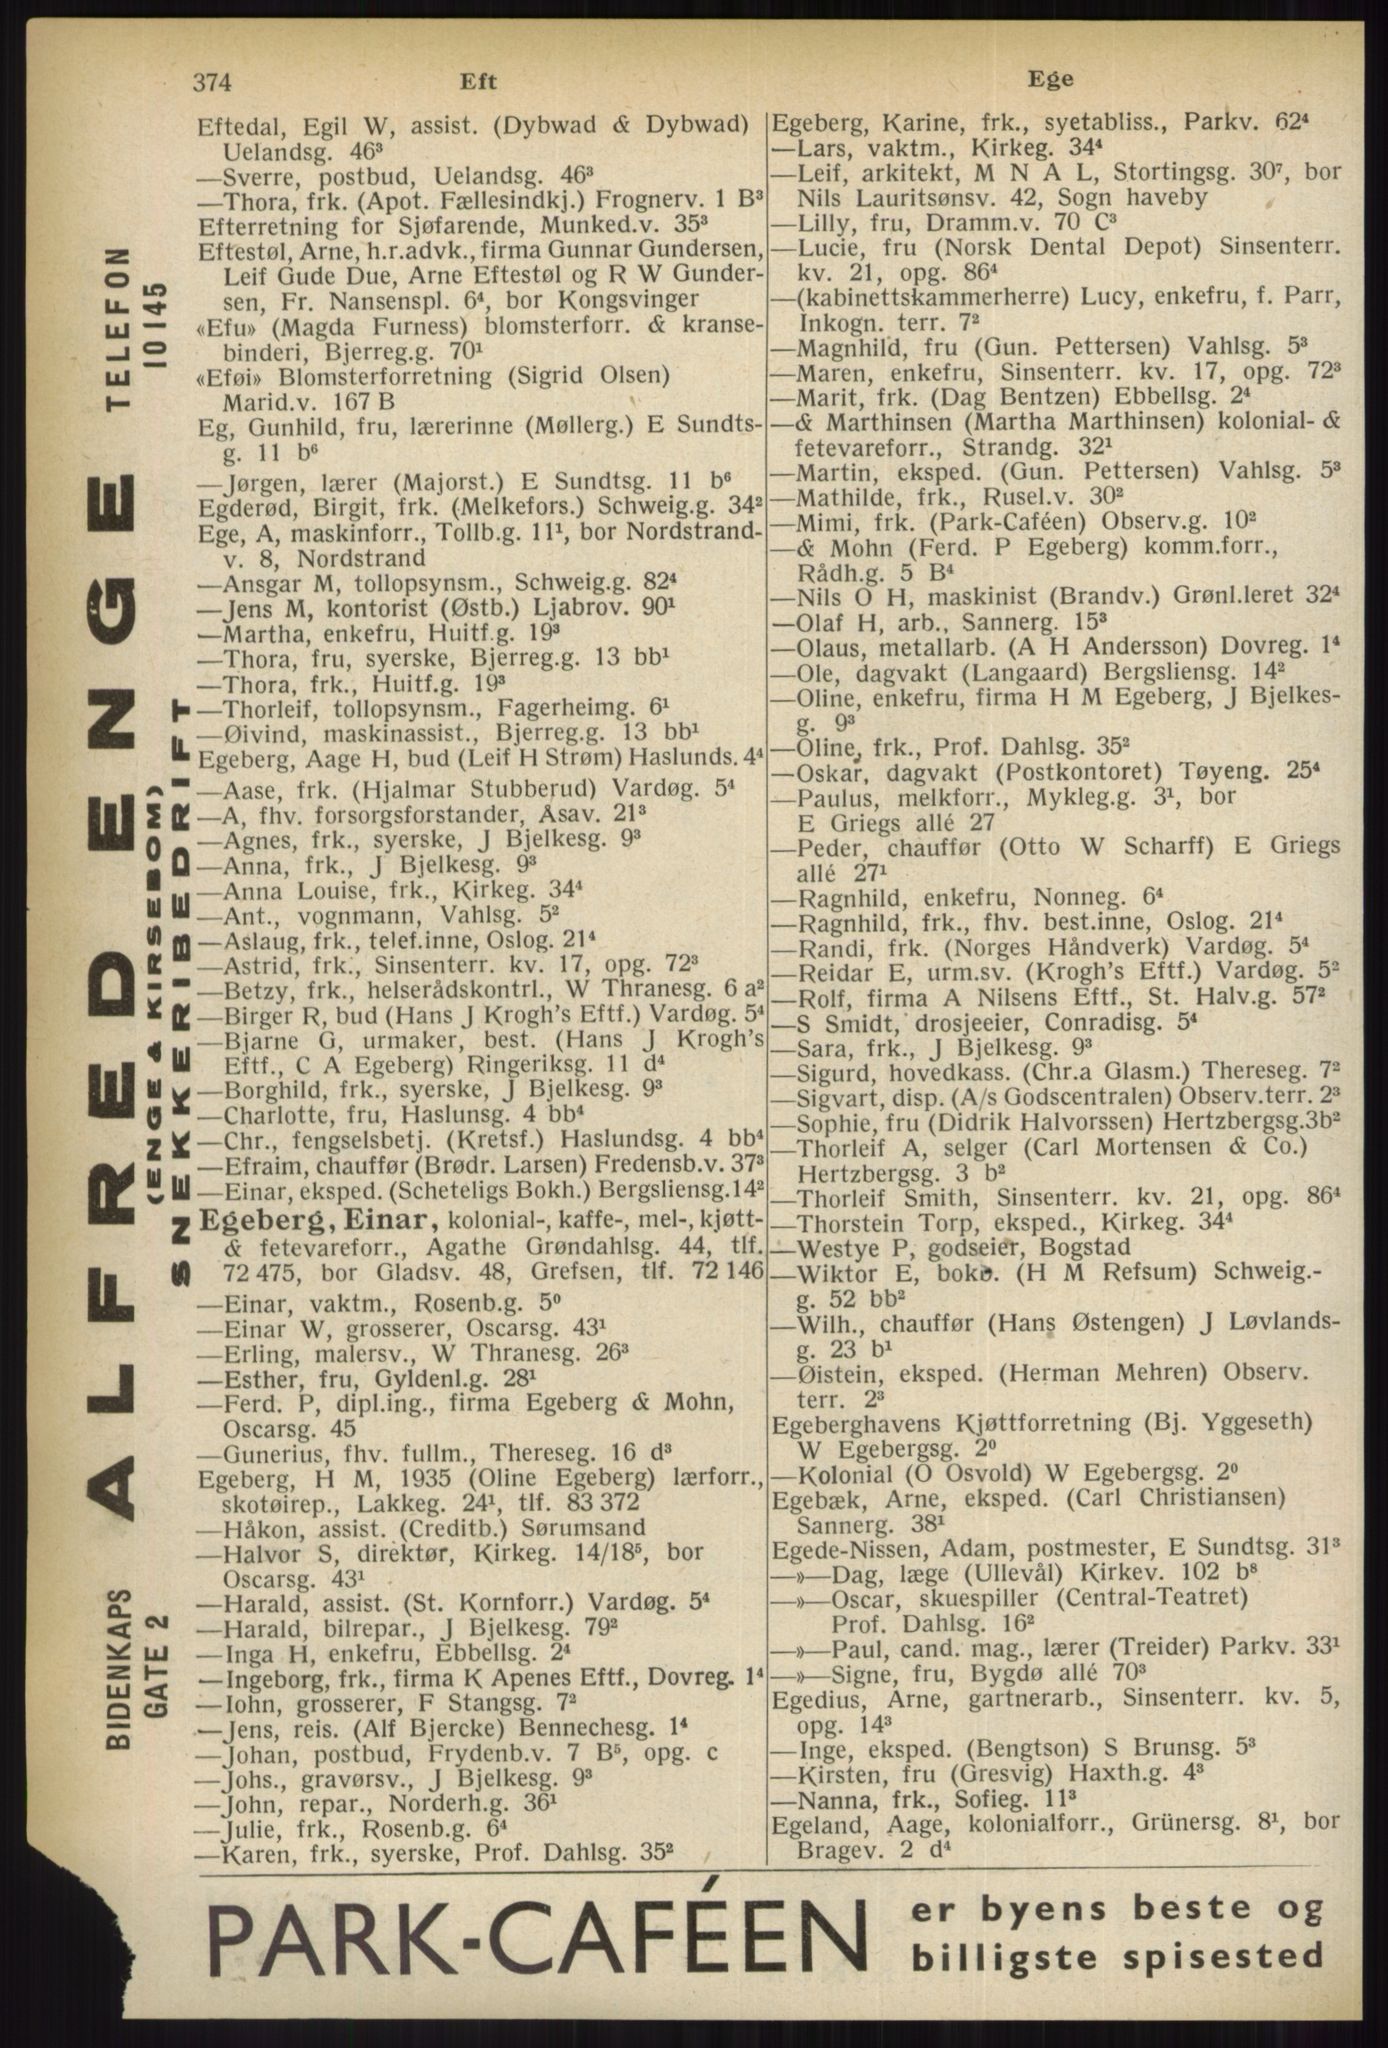 374
Eft
Ege
Eftedal, Egil W, assist. (Dybwad & Dybwad)
Uelandsg. 46³
—Sverre, postbud, Uelandsg. 46³
—Thora, frk. (Apot. Fællesindkj.) Frognerv. 1 B³
Efterretning for Sjøfarende, Munked.v. 35³
Eftestøl, Arne, h.r.advk., firma Gunnar Gundersen,
Leif Gude Due, Arne Eftestøl og R W Gunder-
sen, Fr. Nansenspl. 6⁴, bor Kongsvinger
«Efu» (Magda Furness) blomsterforr. & kranse-
binderi, Bjerreg.g. 70¹
«Eføi» Blomsterforretning (Sigrid Olsen)
Marid.v. 167 B
Eg, Gunhild, fru, lærerinne (Møllerg.) E Sundts-
g. 11 b⁶
—Jørgen, lærer (Majorst.) E Sundtsg. 11 b⁶
Egderød, Birgit, frk. (Melkefors.) Schweig.g. 34²
Ege, A, maskinforr., Tollb.g. 11¹, bor Nordstrand-
v. 8, Nordstrand
—Ansgar M, tollopsynsm., Schweig.g. 82⁴
—Jens M, kontorist (Østb.) Ljabrov. 90¹
—Martha, enkefru, Huitf.g. 19³
—Thora, fru, syerske, Bjerreg.g. 13 bb¹
—Thora, frk., Huitf.g. 19³
—Thorleif, tollopsynsm., Fagerheimg. 6¹
—Øivind, maskinassist., Bjerreg.g. 13 bb¹
Egeberg, Aage H, bud (Leif H Strøm) Haslunds. 4⁴
—Aase, frk. (Hjalmar Stubberud) Vardøg. 5⁴
—A, fhv. forsorgsforstander, Åsav. 21³
—Agnes, frk., syerske, J Bjelkesg. 9³
—Anna, frk., J Bjelkesg. 9³
—Anna Louise, frk., Kirkeg. 34⁴
—Ant., vognmann, Vahlsg. 5²
—Aslaug, frk., telef.inne, Oslog. 21⁴
—Astrid, frk., Sinsenterr. kv. 17, opg. 72³
—Betzy, frk., helserådskontrl., W Thranesg. 6 a²
—Birger R, bud (Hans J Krogh's Eftf.) Vardøg. 5⁴
—Bjarne G, urmaker, best. (Hans J Krogh's
Eftf., C A Egeberg) Ringeriksg. 11 d⁴
—Borghild, frk., syerske, J Bjelkesg. 9³
—Charlotte, fru, Haslunsg. 4 bb⁴
—Chr., fengselsbetj. (Kretsf.) Haslundsg. 4 bb⁴
—Efraim, chauffør (Brødr. Larsen) Fredensb.v. 37³
—Einar, eksped. (Scheteligs Bokh.) Bergsliensg. 14²
Egeberg, Einar, kolonial-, kaffe-, mel-, kjøtt-
& fetevareforr., Agathe Grøndahlsg. 44, tlf.
72 475, bor Gladsv. 48, Grefsen, tlf. 72 146
—Einar, vaktm., Rosenb.g. 5⁰
—Einar W, grosserer, Oscarsg. 43¹
—Erling, malersv., W Thranesg. 26³
—Esther, fru, Gyldenl.g. 28¹
—Ferd. P, dipl.ing., firma Egeberg & Mohn,
Oscarsg. 45
—Gunerius, fhv. fullm., Thereseg. 16 d³
Egeberg, H M, 1935 (Oline Egeberg) lærforr.,
skotøirep., Lakkeg. 24¹, tlf. 83 372
—Håkon, assist. (Creditb.) Sørumsand
—Halvor S, direktør, Kirkeg. 14/18⁵, bor
Oscarsg. 43¹
—Harald, assist. (St. Kornforr.) Vardøg. 5⁴
—Harald, bilrepar., J Bjelkesg. 79²
—Inga H, enkefru, Ebbellsg. 2⁴
—Ingeborg, frk., firma K Apenes Eftf., Dovreg. 1⁴
—Iohn, grosserer, F Stangsg. 7²
—Jens, reis. (Alf Bjercke) Bennechesg. 1⁴
—Johan, postbud, Frydenb.v. 7 B⁵, opg. c
—Johs., gravørsv., J Bjelkesg. 9³
—John, repar., Norderh.g. 36¹
—Julie, frk., Rosenb.g. 6⁴
—Karen, frk., syerske, Prof. Dahlsg. 35²
Egeberg, Karine, frk., syetabliss., Parkv. 62⁴
—Lars, vaktm., Kirkeg. 34⁴
—Leif, arkitekt, M N A L, Stortingsg. 30⁷, bor
Nils Lauritsønsv. 42, Sogn haveby
—Lilly, fru, Dramm.v. 70 C³
—Lucie, fru (Norsk Dental Depot) Sinsenterr.
kv. 21, opg. 86⁴
—(kabinettskammerherre) Lucy, enkefru, f. Parr,
Inkogn. terr. 7²
—Magnhild, fru (Gun. Pettersen) Vahlsg. 5³
—Maren, enkefru, Sinsenterr. kv. 17, opg. 72³
—Marit, frk. (Dag Bentzen) Ebbellsg. 2⁴
—& Marthinsen (Martha Marthinsen) kolonial- &
fetevareforr., Strandg. 32¹
—Martin, eksped. (Gun. Pettersen) Vahlsg. 5³
—Mathilde, frk., Rusel.v. 30²
—Mimi, frk. (Park-Caféen) Observ.g. 10²
—& Mohn (Ferd. P Egeberg) komm.forr.,
Rådh.g. 5 B⁴
—Nils O H, maskinist (Brandv.) Grønl.leret 32⁴
—Olaf H, arb., Sannerg. 15³
—Olaus, metallarb. (A H Andersson) Dovreg. 1⁴
—Ole, dagvakt (Langaard) Bergsliensg. 14²
—Oline, enkefru, firma H M Egeberg, J Bjelkes-
g. 9³
—Oline, frk., Prof. Dahlsg. 35²
—Oskar, dagvakt (Postkontoret) Tøyeng. 25⁴
—Paulus, melkforr., Mykleg.g. 3¹, bor
E Griegs allé 27
—Peder, chauffør (Otto W Scharff) E Griegs
allé 27¹
—Ragnhild, enkefru, Nonneg. 6⁴
—Ragnhild, frk., fhv. best.inne, Oslog. 21⁴
—Randi, frk. (Norges Håndverk) Vardøg. 5⁴
—Reidar E, urm.sv. (Krogh's Eftf.) Vardøg. 5²
—Rolf, firma A Nilsens Eftf., St. Halv.g. 57²
—S Smidt, drosjeeier, Conradisg. 5⁴
—Sara, frk., J Bjelkesg. 9³
—Sigurd, hovedkass. (Chr.a Glasm.) Thereseg. 7²
—Sigvart, disp. (A/s Godscentralen) Observ.terr. 2³
—Sophie, fru (Didrik Halvorssen) Hertzbergsg. 3b²
—Thorleif A, selger (Carl Mortensen & Co.)
Hertzbergsg. 3 b²
—Thorleif Smith, Sinsenterr. kv. 21, opg. 86⁴
—Thorstein Torp, eksped., Kirkeg. 34⁴
—Westye P, godseier, Bogstad
—Wiktor E, bokb. (H M Refsum) Schweig.-
g. 52 bb²
—Wilh., chauffør (Hans Østengen) J Løvlands-
g. 23 b¹
—Øistein, eksped. (Herman Mehren) Observ.
terr. 2³
Egeberghavens Kjøttforretning (Bj. Yggeseth)
W Egebergsg. 2⁰
—Kolonial (O Osvold) W Egebergsg. 2⁰
Egebæk, Arne, eksped. (Carl Christiansen)
Sannerg. 38¹
Egede-Nissen, Adam, postmester, E Sundtsg. 31³
—»—Dag, læge (Ullevål) Kirkev. 102 b⁸
—»—Oscar, skuespiller (Central-Teatret)
Prof. Dahlsg. 16²
—»—Paul, cand. mag., lærer (Treider) Parkv. 33¹
—»—Signe, fru, Bygdø allé 70³
Egedius, Arne, gartnerarb., Sinsenterr. kv. 5,
opg. 14³
—Inge, eksped. (Bengtson) S Brunsg. 5³
—Kirsten, fru (Gresvig) Haxth.g. 4³
—Nanna, frk., Sofieg. 11³
Egeland, Aage, kolonialforr., Grünersg. 8¹, bor
Bragev. 2 d⁴
TELEFON
10145
ALFRED ENGE
(ENGE & KIRSEBOM)
SNEKKERIBEDRIFT
BIDENKAPS
GATE 2
PARK-CAFÉEN
er byens beste og
billigste spisested